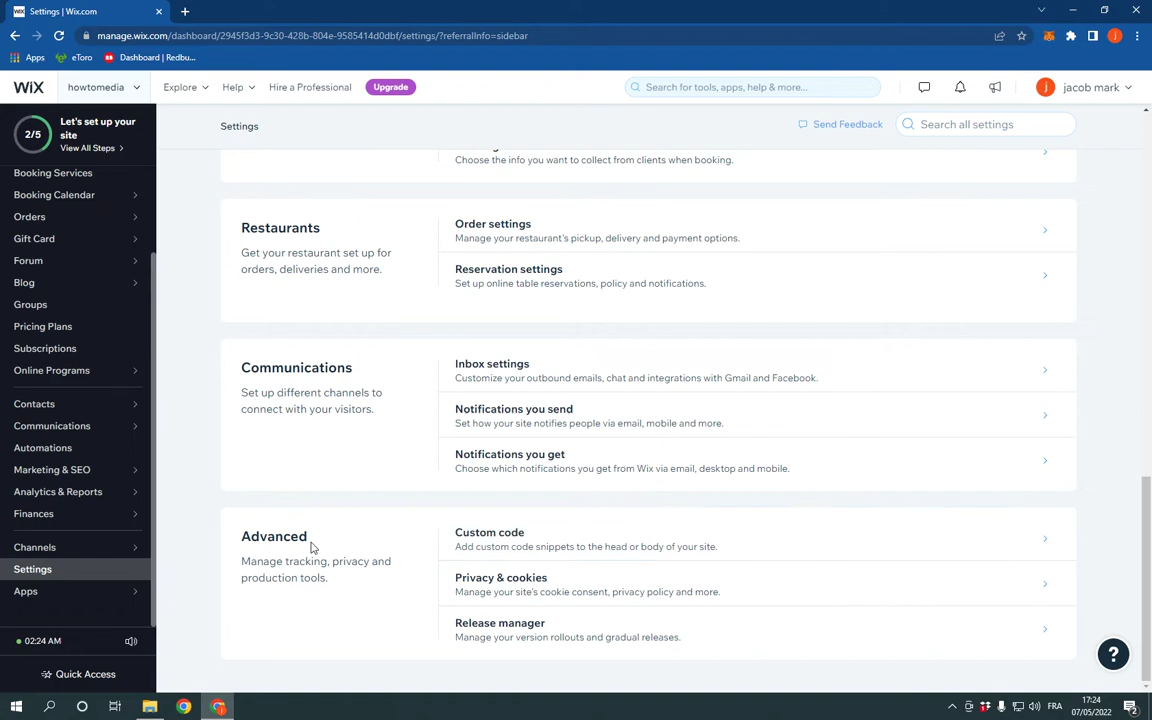 WIX Settings | Wix.com
manage.wix.com/dashboard/2945f3d3-9c30-428b-804e-9585414d0dbf/settings/?referralInfo=sidebar
Apps eToro Dashboard | Redbu...
WiX howtomedia Explore Help Hire a Professional Upgrade Search for tools, apps, help & more... j jacob mark
2/5
Let's set up your
site
View All Steps
Booking Services
Booking Calendar
Orders
Gift Card
Forum
Blog
Groups
Pricing Plans
Subscriptions
Online Programs
Contacts
Communications
Automations
Marketing & SEO
Analytics & Reports
Finances
Channels
Settings
Apps
02:24 AM
Quick Access
Settings
Send Feedback
Search all settings
Choose the info you want to collect from clients when booking.
Restaurants
Get your restaurant set up for
orders, deliveries and more.
Order settings
Manage your restaurant's pickup, delivery and payment options.
Reservation settings
Set up online table reservations, policy and notifications.
Communications
Set up different channels to
connect with your visitors.
Inbox settings
Customize your outbound emails, chat and integrations with Gmail and Facebook.
Notifications you send
Set how your site notifies people via email, mobile and more.
Notifications you get
Choose which notifications you get from Wix via email, desktop and mobile.
Advanced
Manage tracking, privacy and
production tools.
Custom code
Add custom code snippets to the head or body of your site.
Privacy & cookies
Manage your site's cookie consent, privacy policy and more.
Release manager
Manage your version rollouts and gradual releases.
?
FRA
17:24
07/05/2022
2